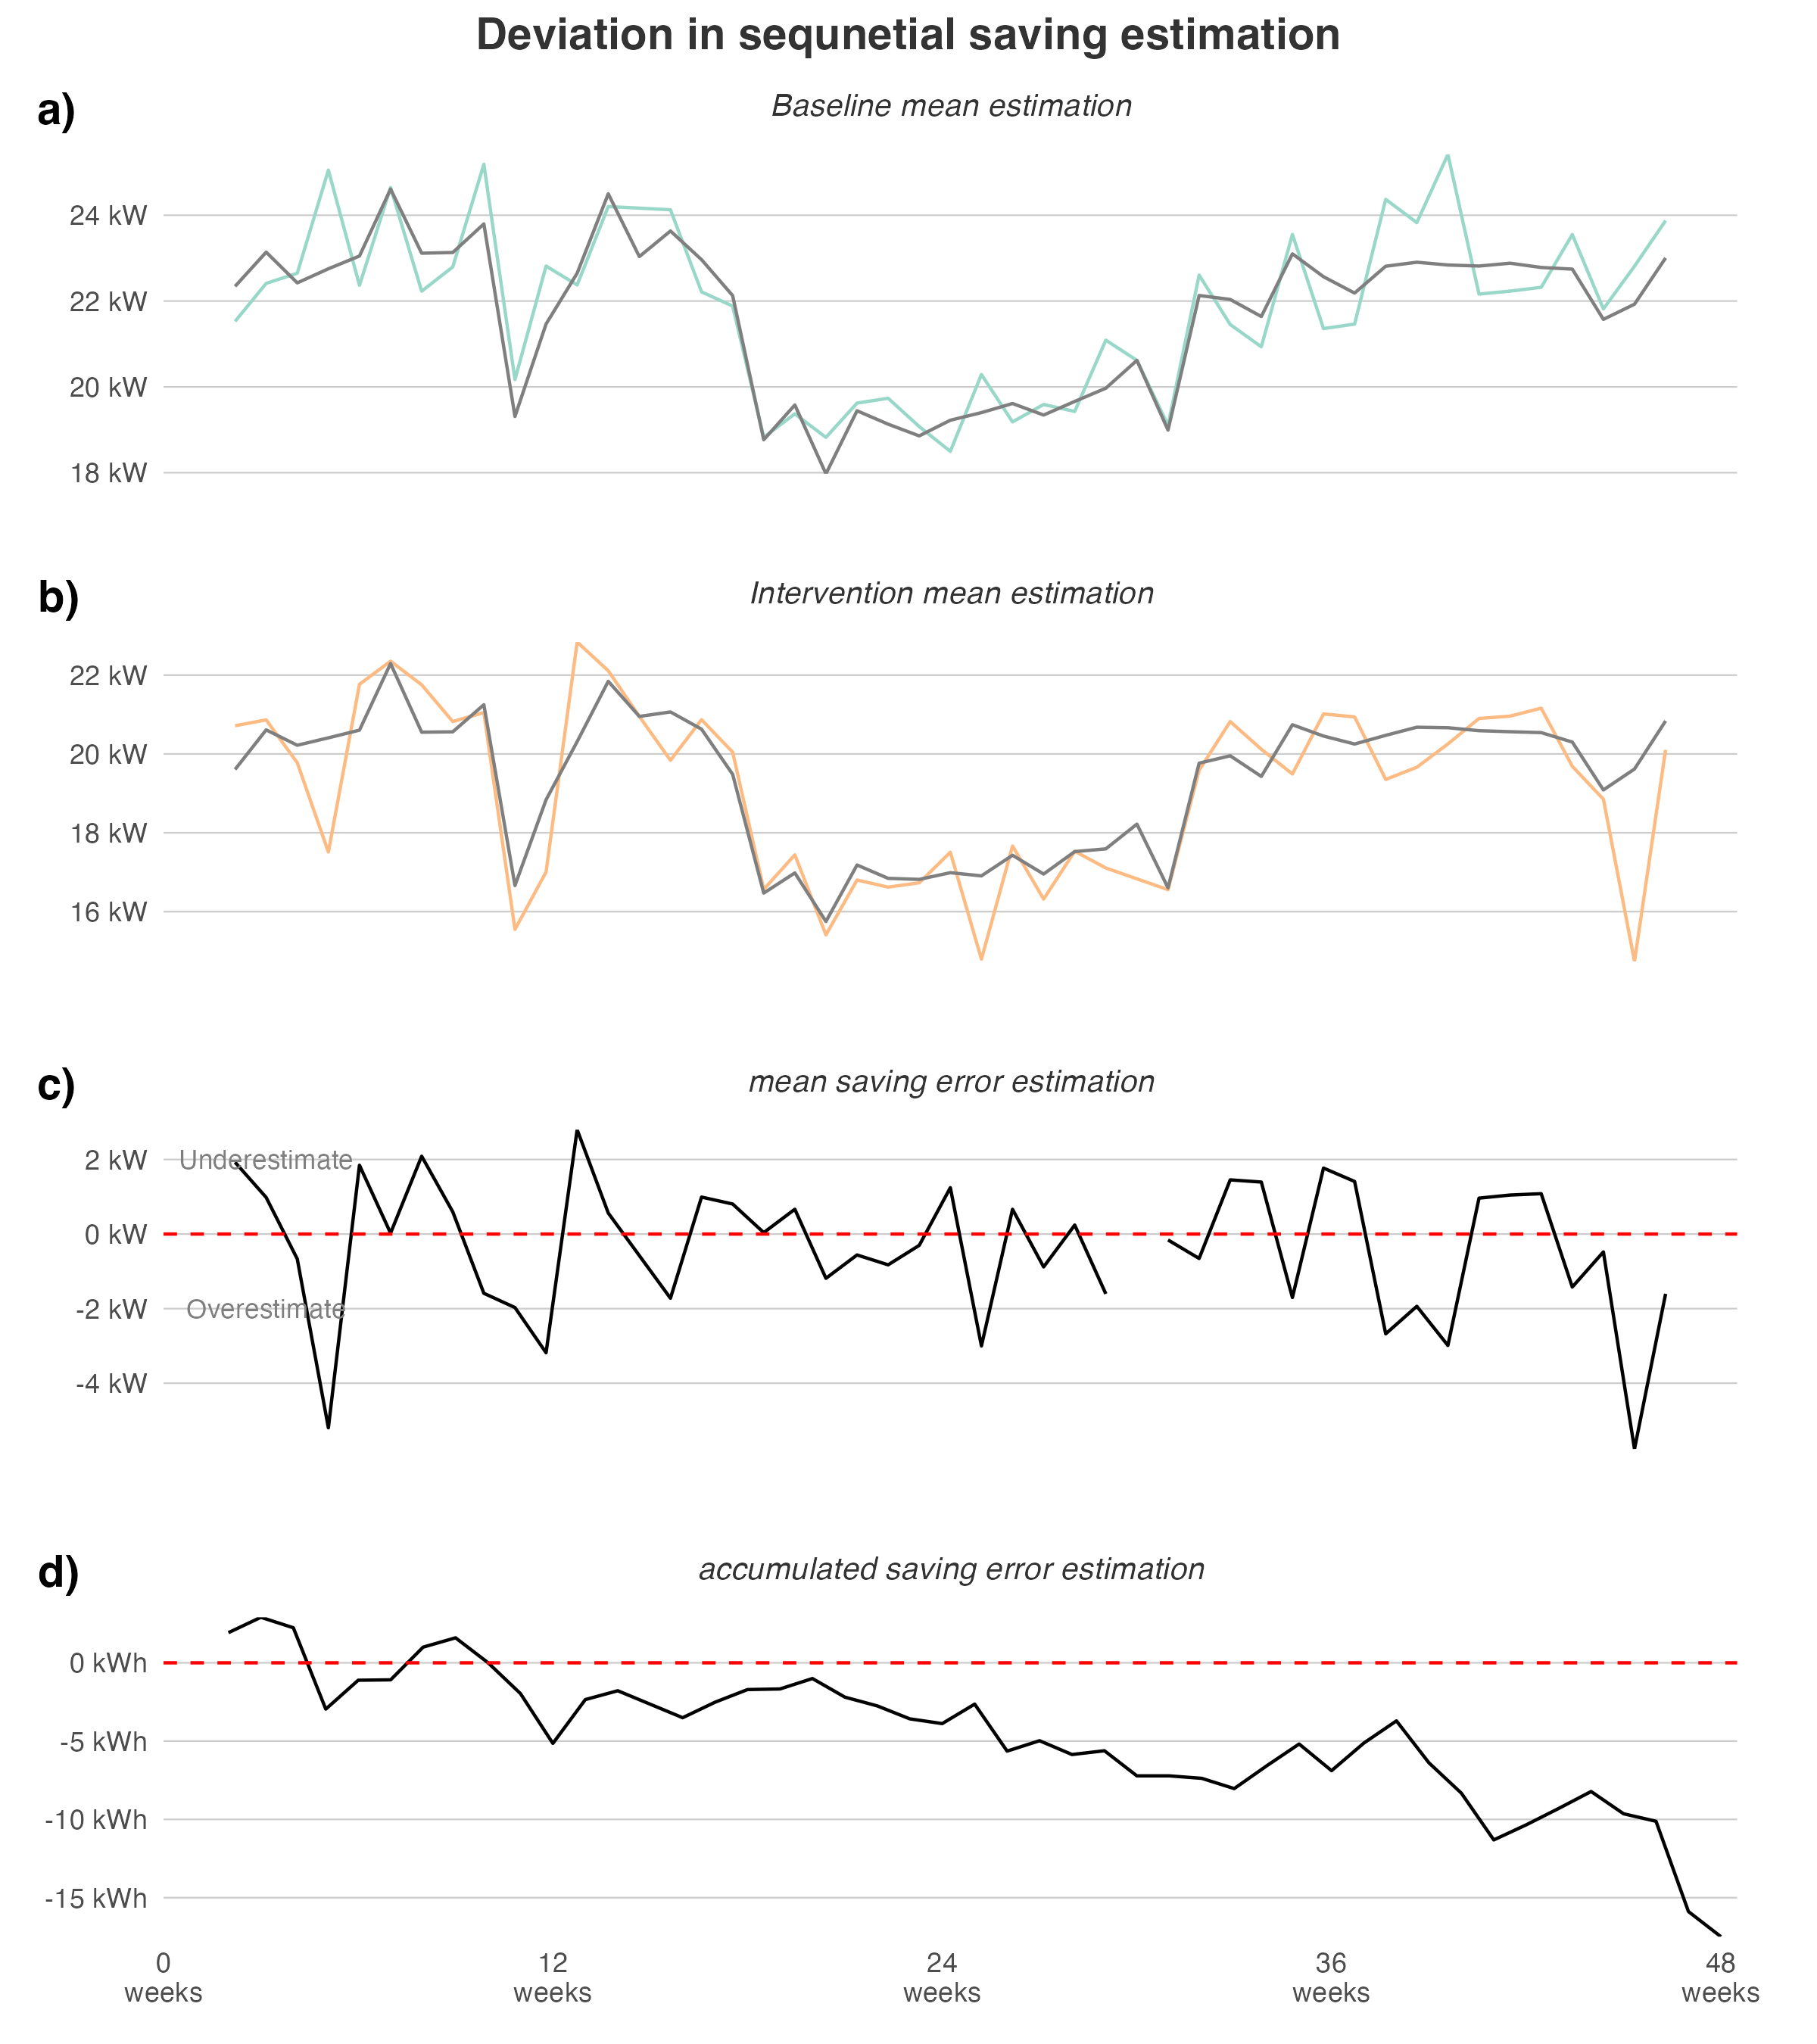 Deviation in sequnetial saving estimation
a)
Baseline mean estimation
24 kW
22 kW
20 kW
18 kW
b)
Intervention mean estimation
22 kW
20 kW
18 kW
16 kW
c)
mean saving error estimation
2 kW
Underestimate
0 kW
-2 kW
Overestimate
-4 kW
d)
accumulated saving error estimation
0 kWh
-5 kWh
-10 kWh
-15 kWh
0 12 24 36 48
weeks weeks weeks weeks weeks